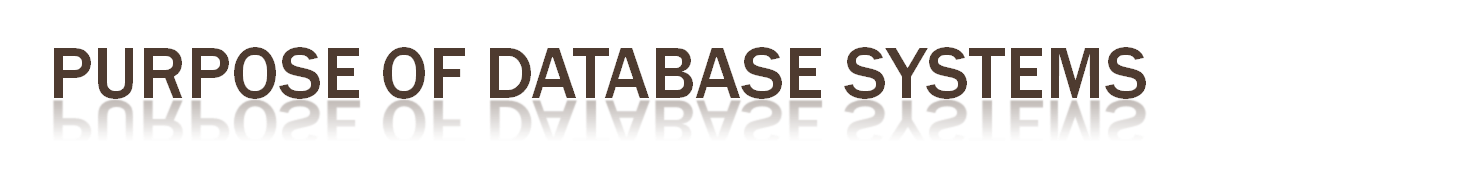 PURPOSE OF DATABASE SYSTEMS